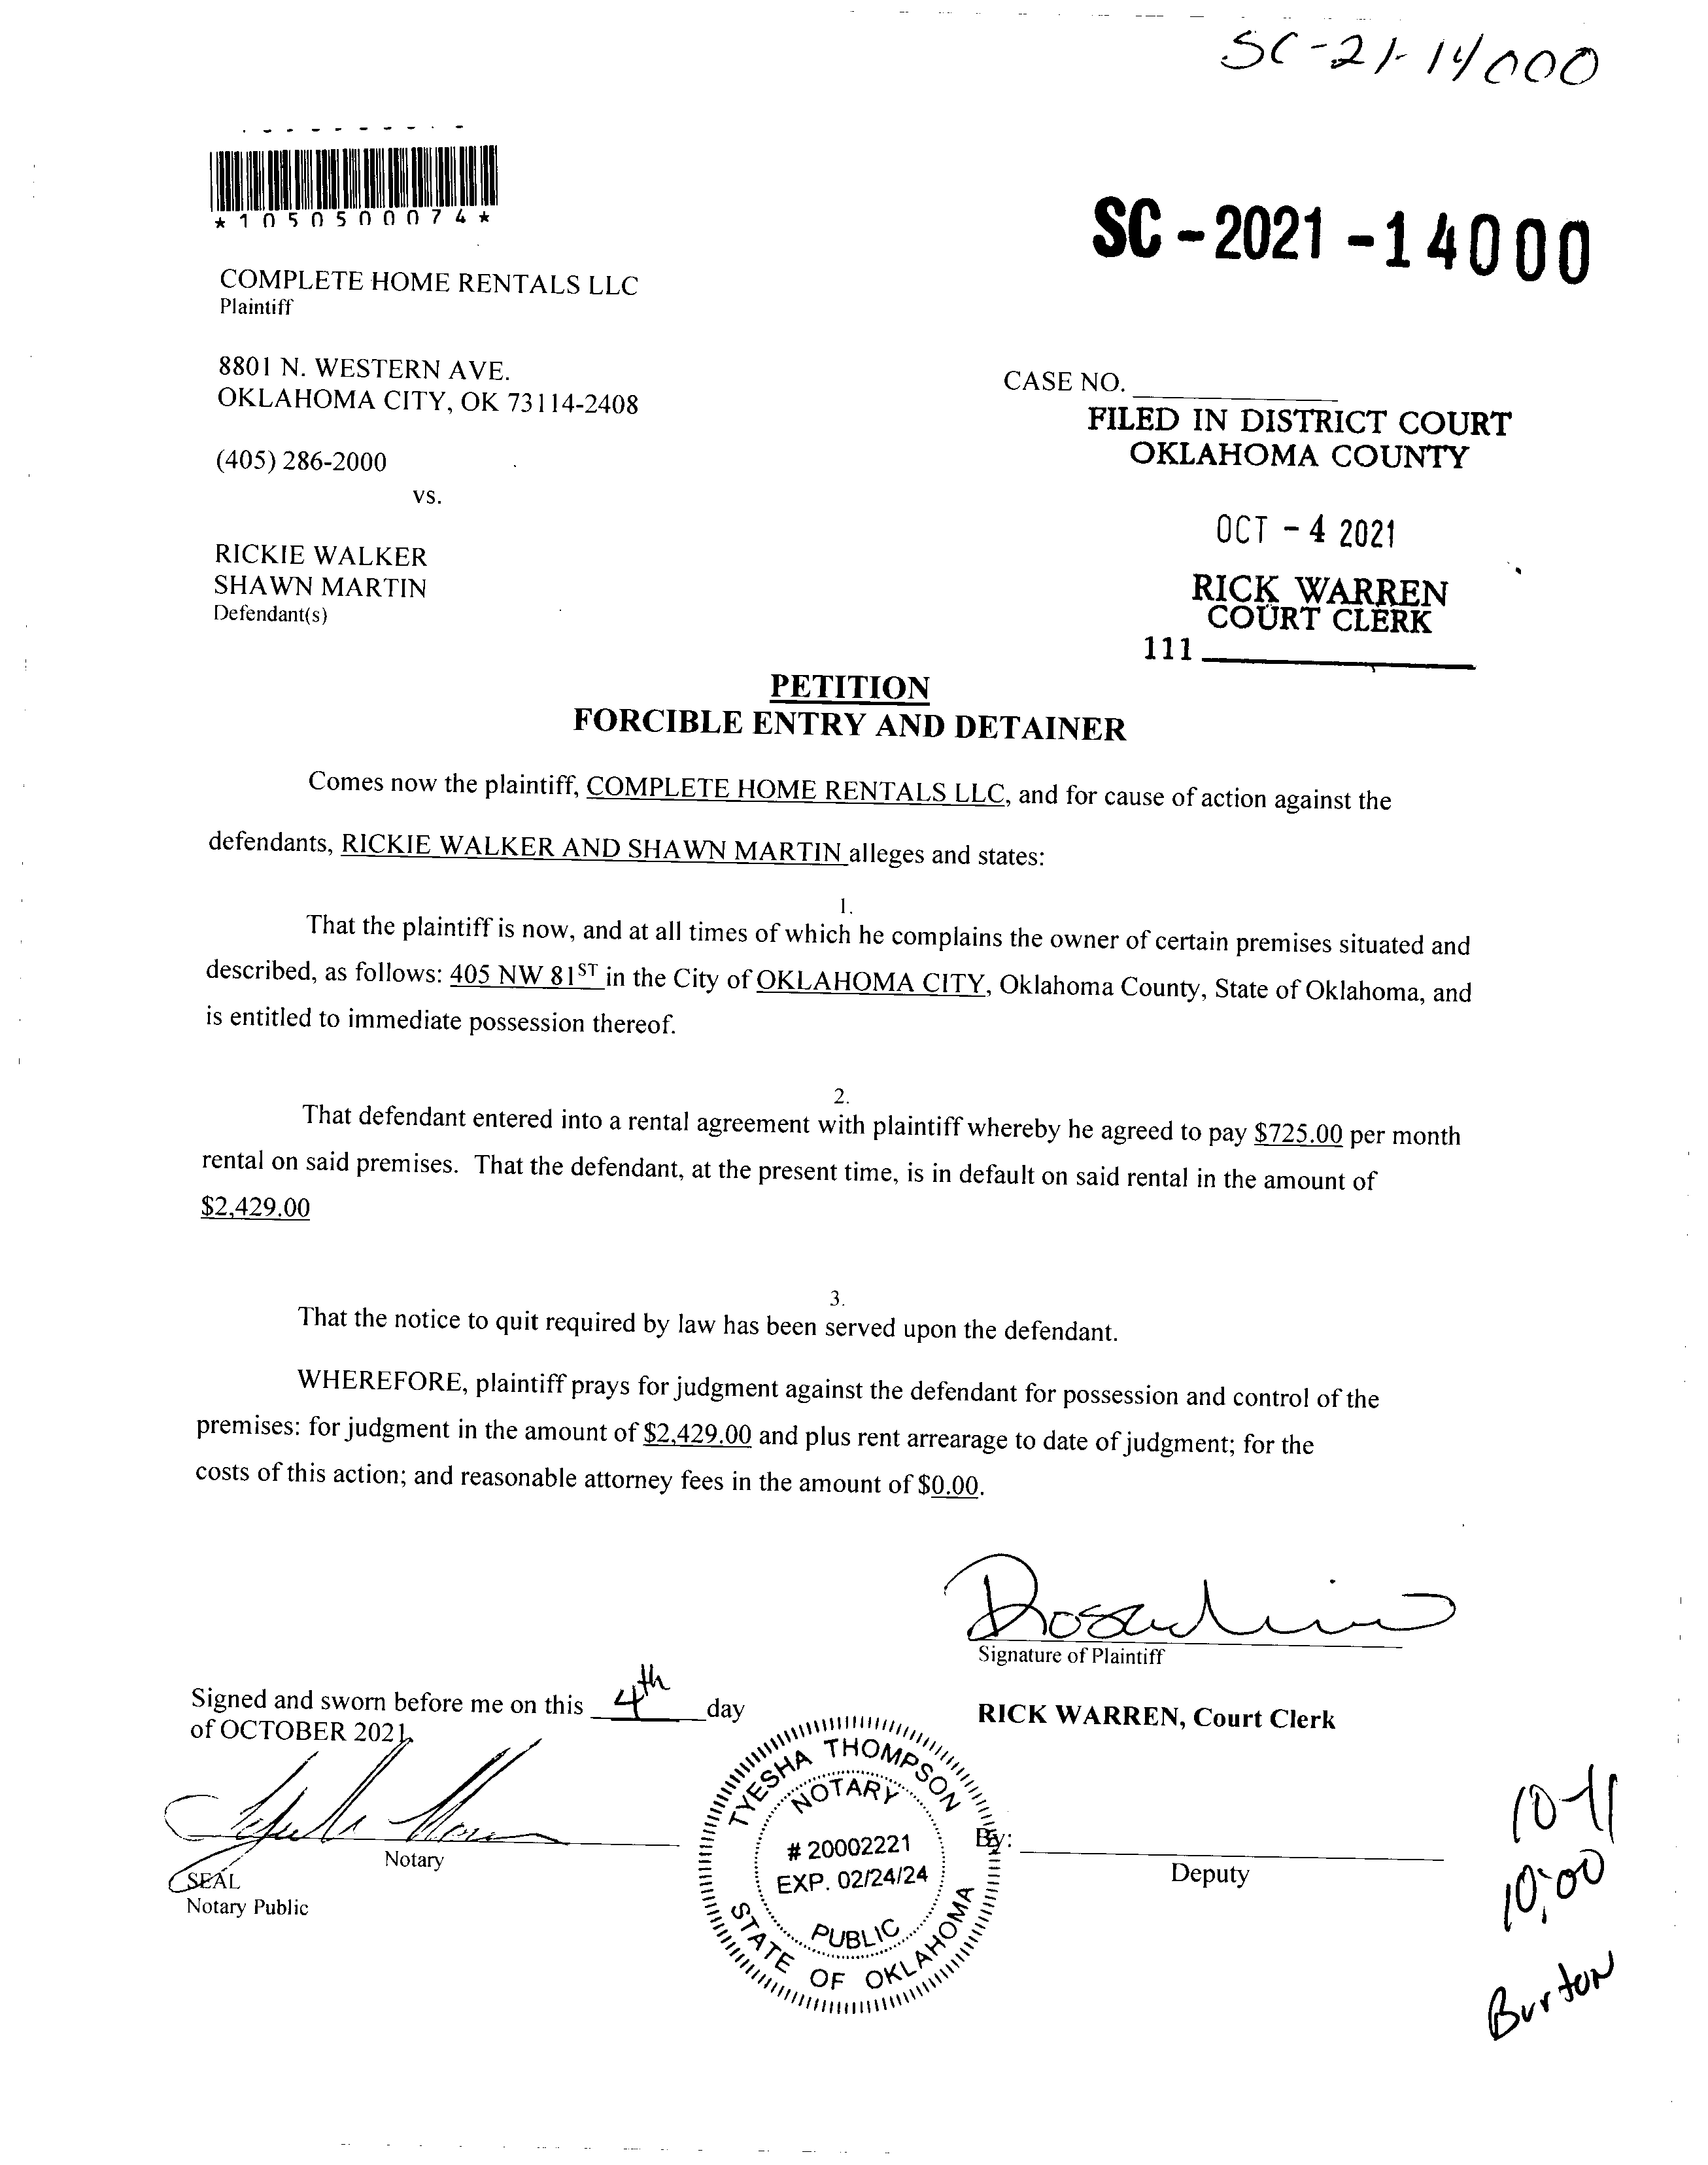 SC-21-14000
*1050500074*
SC-2021-14000
COMPLETE HOME RENTALS LLC
Plaintiff
8801 N. WESTERN AVE.
OKLAHOMA CITY, OK 73114-2408
(405) 286-2000
vs.
RICKIE WALKER
SHAWN MARTIN
Defendant(s)
CASE NO.
FILED IN DISTRICT COURT
OKLAHOMA COUNTY
OCT - 4 2021
RICK WARREN
COURT CLERK
111
PETITION
FORCIBLE ENTRY AND DETAINER
Comes now the plaintiff, COMPLETE HOME RENTALS LLC, and for cause of action against the
defendants, RICKIE WALKER AND SHAWN MARTIN alleges and states:
1.
That the plaintiff is now, and at all times of which he complains the owner of certain premises situated and
described, as follows: 405 NW 81ST in the City of OKLAHOMA CITY, Oklahoma County, State of Oklahoma, and
is entitled to immediate possession thereof.
2.
That defendant entered into a rental agreement with plaintiff whereby he agreed to pay $725.00 per month
rental on said premises. That the defendant, at the present time, is in default on said rental in the amount of
$2,429.00
3.
That the notice to quit required by law has been served upon the defendant.
WHEREFORE, plaintiff prays for judgment against the defendant for possession and control of the
premises: for judgment in the amount of $2,429.00 and plus rent arrearage to date of judgment; for the
costs of this action; and reasonable attorney fees in the amount of $0.00.
Signature of Plaintiff
Signed and sworn before me on this 4th day
of OCTOBER 2021.
RICK WARREN, Court Clerk
Notary
SEAL
Notary Public
TYESHA THOMPSON
NOTARY
# 20002221
EXP. 02/24/24
PUBLIC
STATE OF OKLAHOMA
By:
Deputy
10-11
10:00
Burton